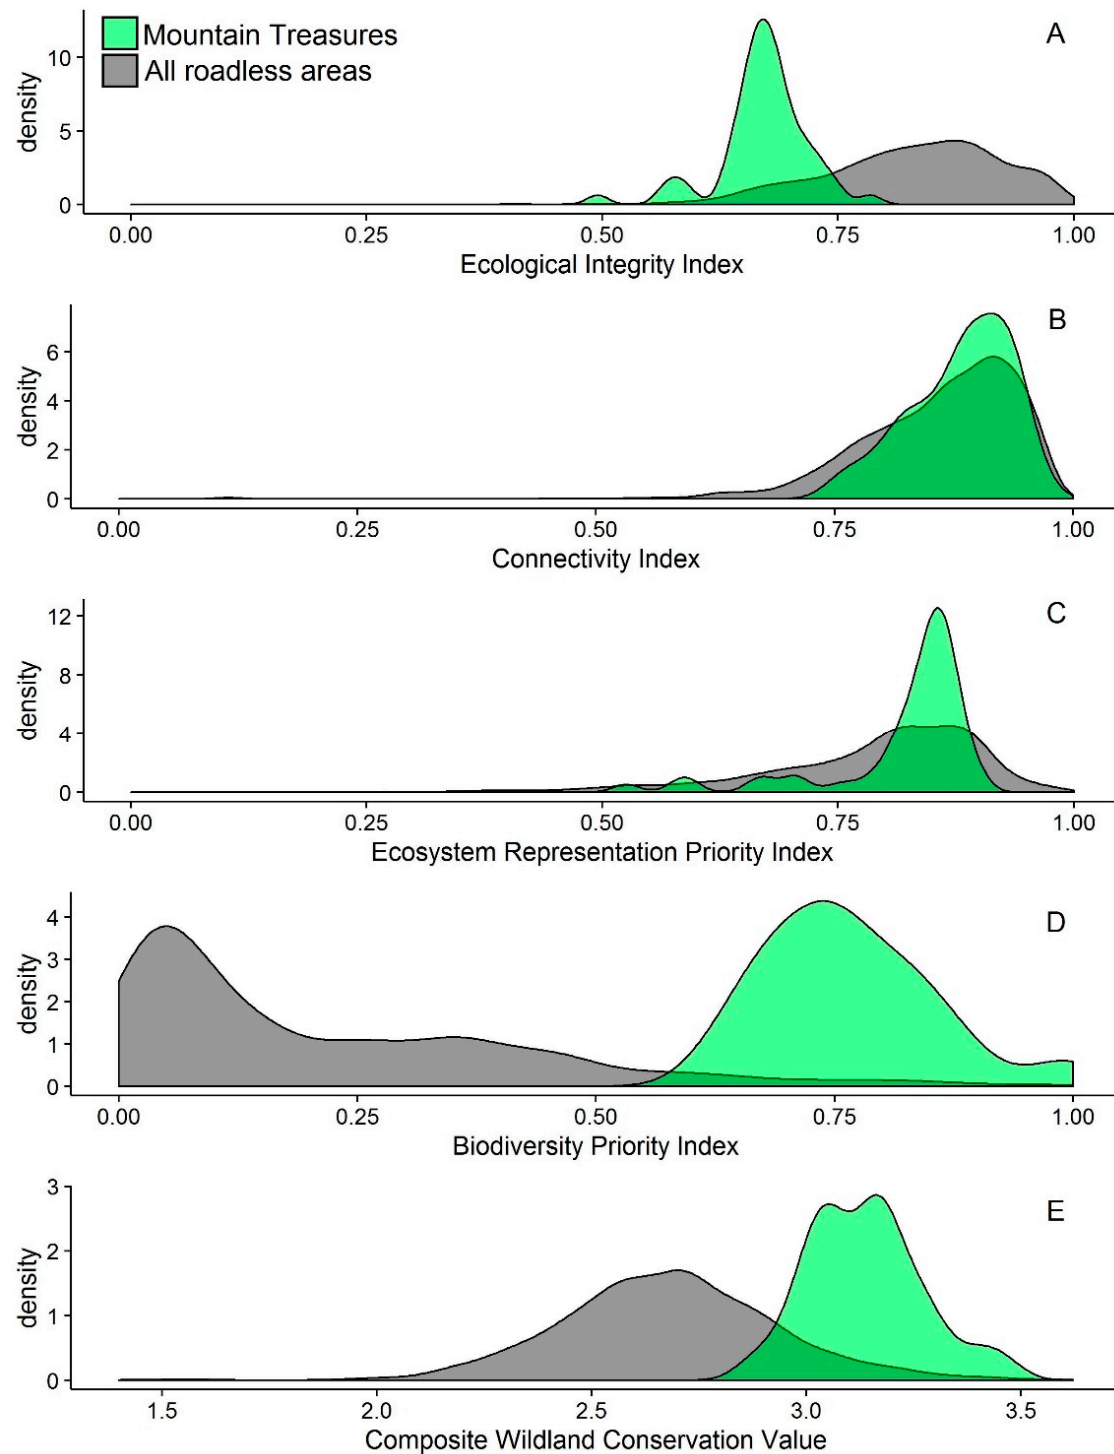 Mountain Treasures
All roadless areas
A
density
10
5
0
0.00 0.25 0.50 0.75 1.00
Ecological Integrity Index
B
density
6
4
2
0
0.00 0.25 0.50 0.75 1.00
Connectivity Index
C
density
12
8
4
0
0.00 0.25 0.50 0.75 1.00
Ecosystem Representation Priority Index
D
density
4
3
2
1
0
0.00 0.25 0.50 0.75 1.00
Biodiversity Priority Index
E
density
3
2
1
0
1.5 2.0 2.5 3.0 3.5
Composite Wildland Conservation Value